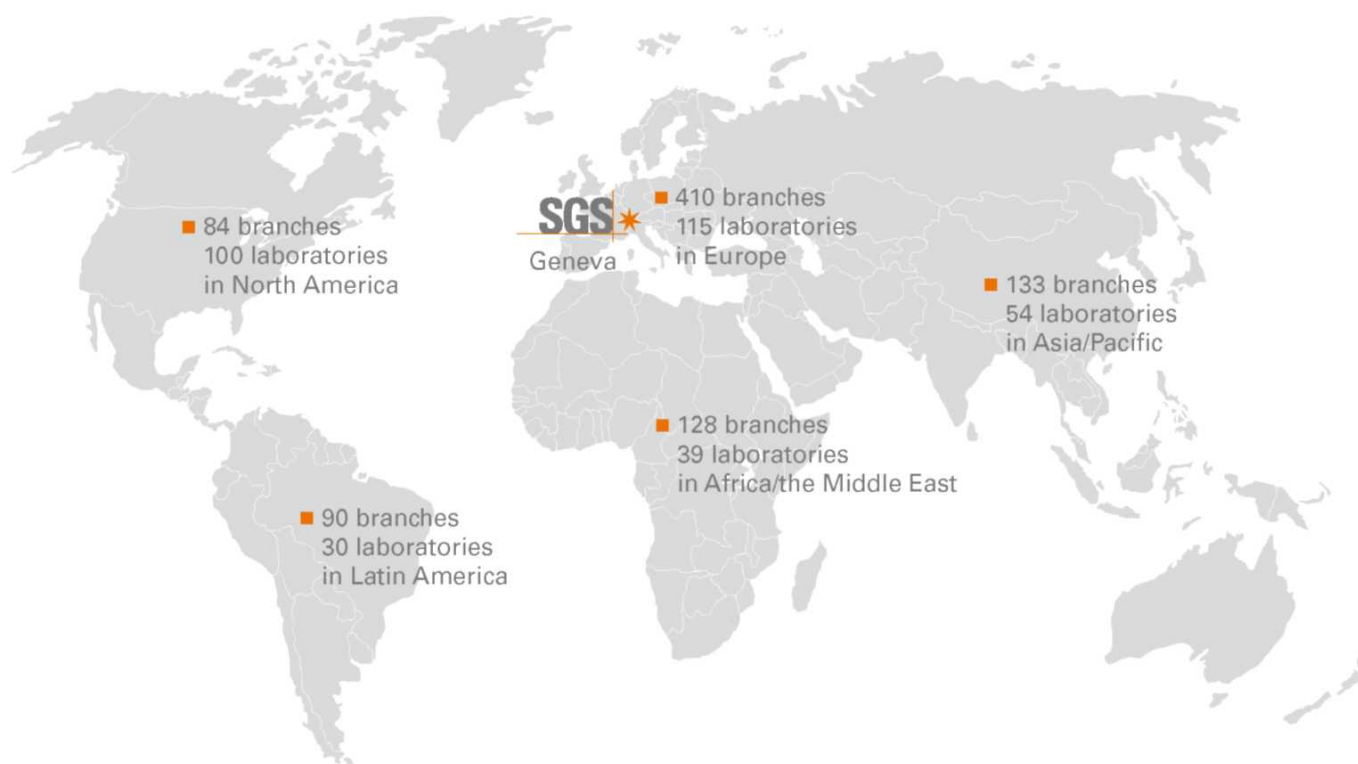 84 branches
100 laboratories
in North America
SGS
Geneva
410 branches
115 laboratories
in Europe
133 branches
54 laboratories
in Asia/Pacific
128 branches
39 laboratories
in Africa/the Middle East
90 branches
30 laboratories
in Latin America